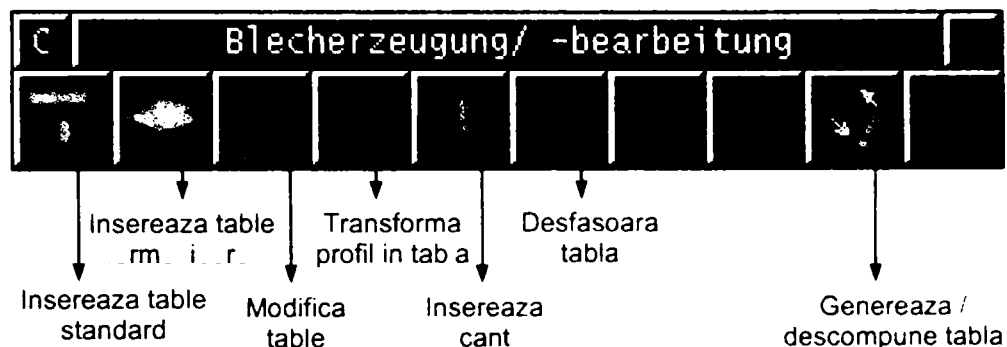 C Blecherzeugung/ -bearbeitung
Insereaza table
Transforma
profil in tab a
Desfasoara
tabla
Insereaza table
standard
Modifica
table
Insereaza
cant
Genereaza /
descompune tabla